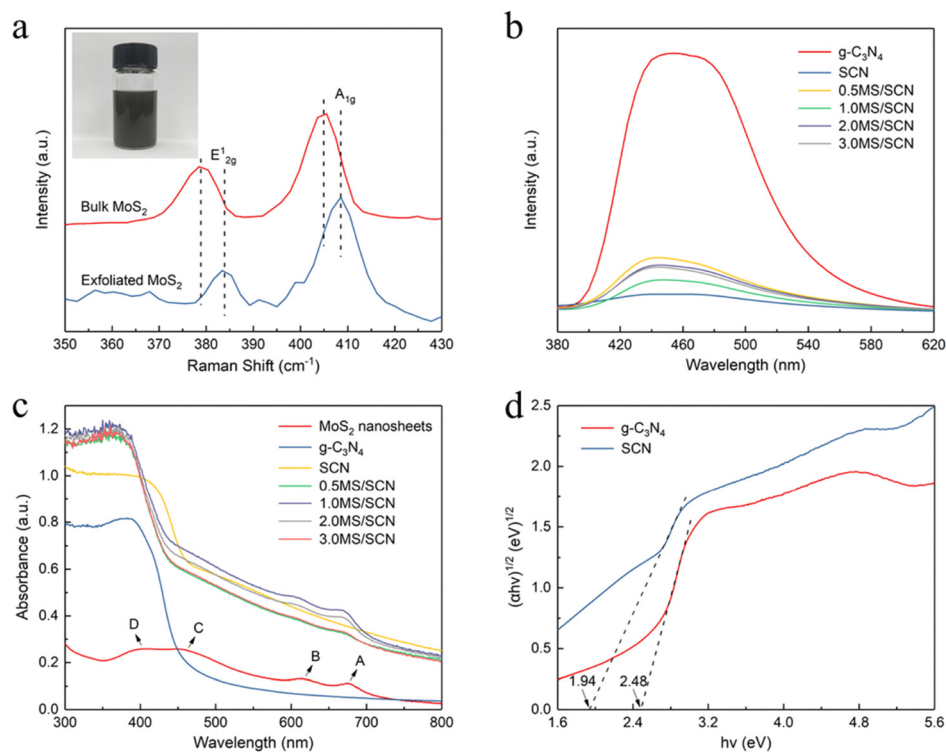 a
A1g
E¹2g
Bulk MoS2
Exfoliated MoS2
Intensity (a.u.)
350 360 370 380 390 400 410 420 430
Raman Shift (cm⁻¹)
b
g-C3N4
SCN
0.5MS/SCN
1.0MS/SCN
2.0MS/SCN
3.0MS/SCN
Intensity (a.u.)
380 420 460 500 540 580 620
Wavelength (nm)
c
1.2
1.0
0.8
0.6
0.4
0.2
0.0
Absorbance (a.u.)
MoS2 nanosheets
g-C3N4
SCN
0.5MS/SCN
1.0MS/SCN
2.0MS/SCN
3.0MS/SCN
D
C
B
A
300 400 500 600 700 800
Wavelength (nm)
d
2.5
2.0
1.5
1.0
0.5
0.0
(αhv)1/2 (eV)1/2
g-C3N4
SCN
1.94
2.48
1.6 2.4 3.2 4.0 4.8 5.6
hv (eV)